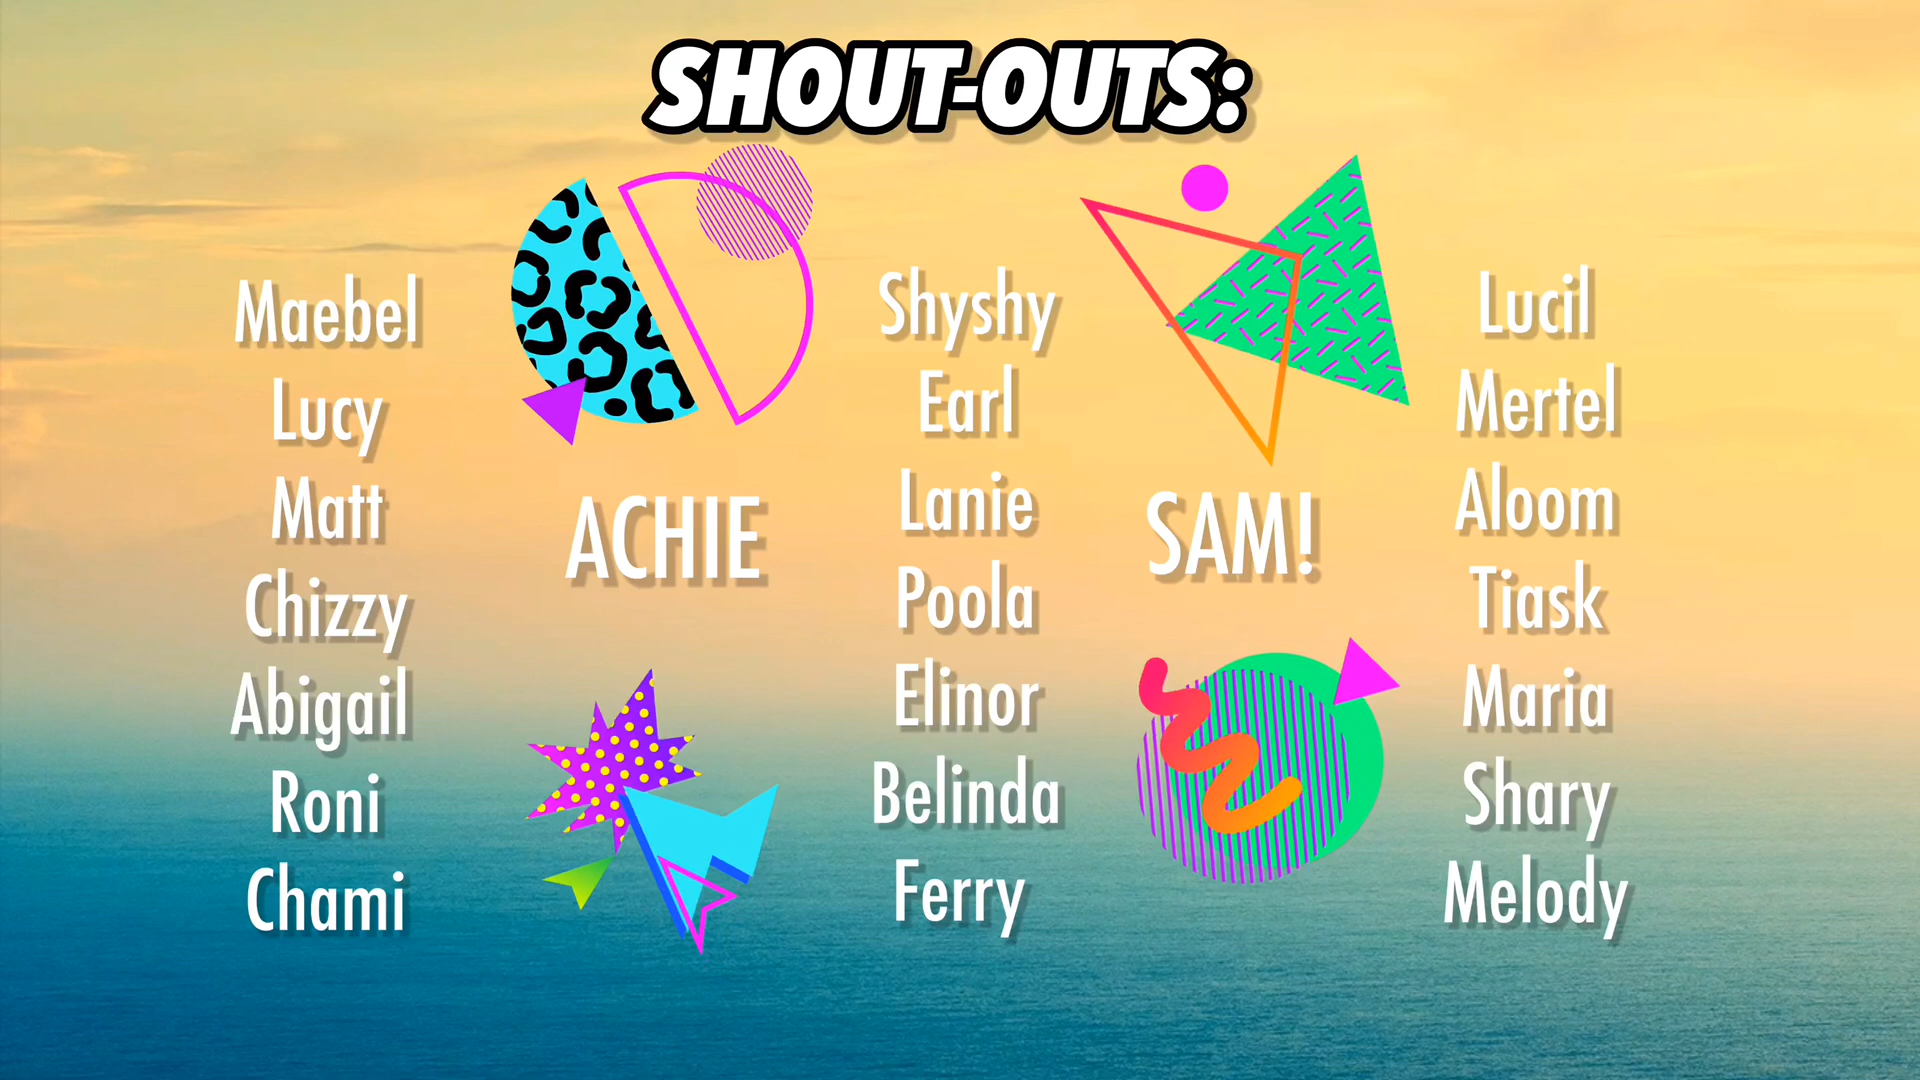 SHOUT-OUTS:
Maebel
Lucy
Matt
Chizzy
Abigail
Roni
Chami
ACHIE
Shyshy
Earl
Lanie
Poola
Elinor
Belinda
Ferry
SAM!
Lucil
Mertel
Aloom
Tiask
Maria
Shary
Melody